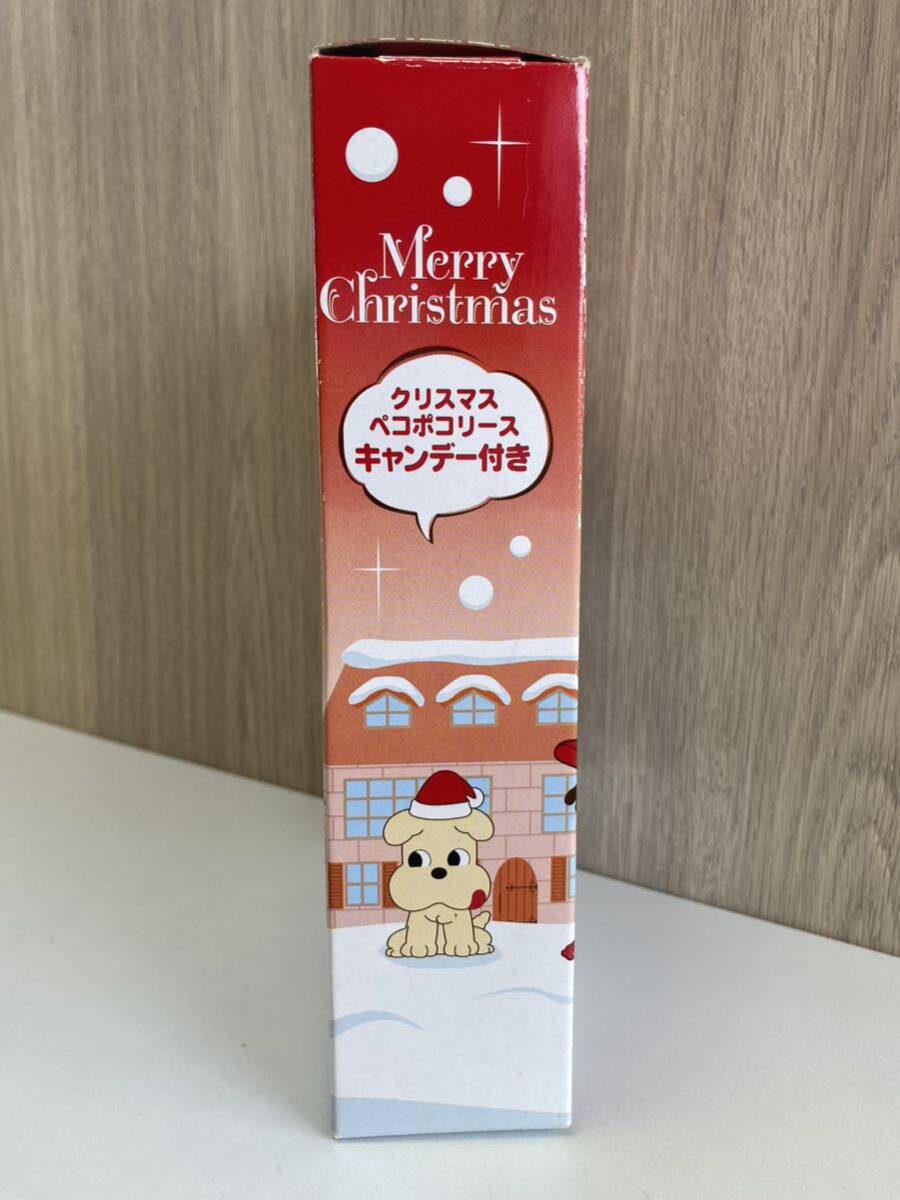 Merry
Christmas
クリスマス
ペコポコリース
キャンデー付き